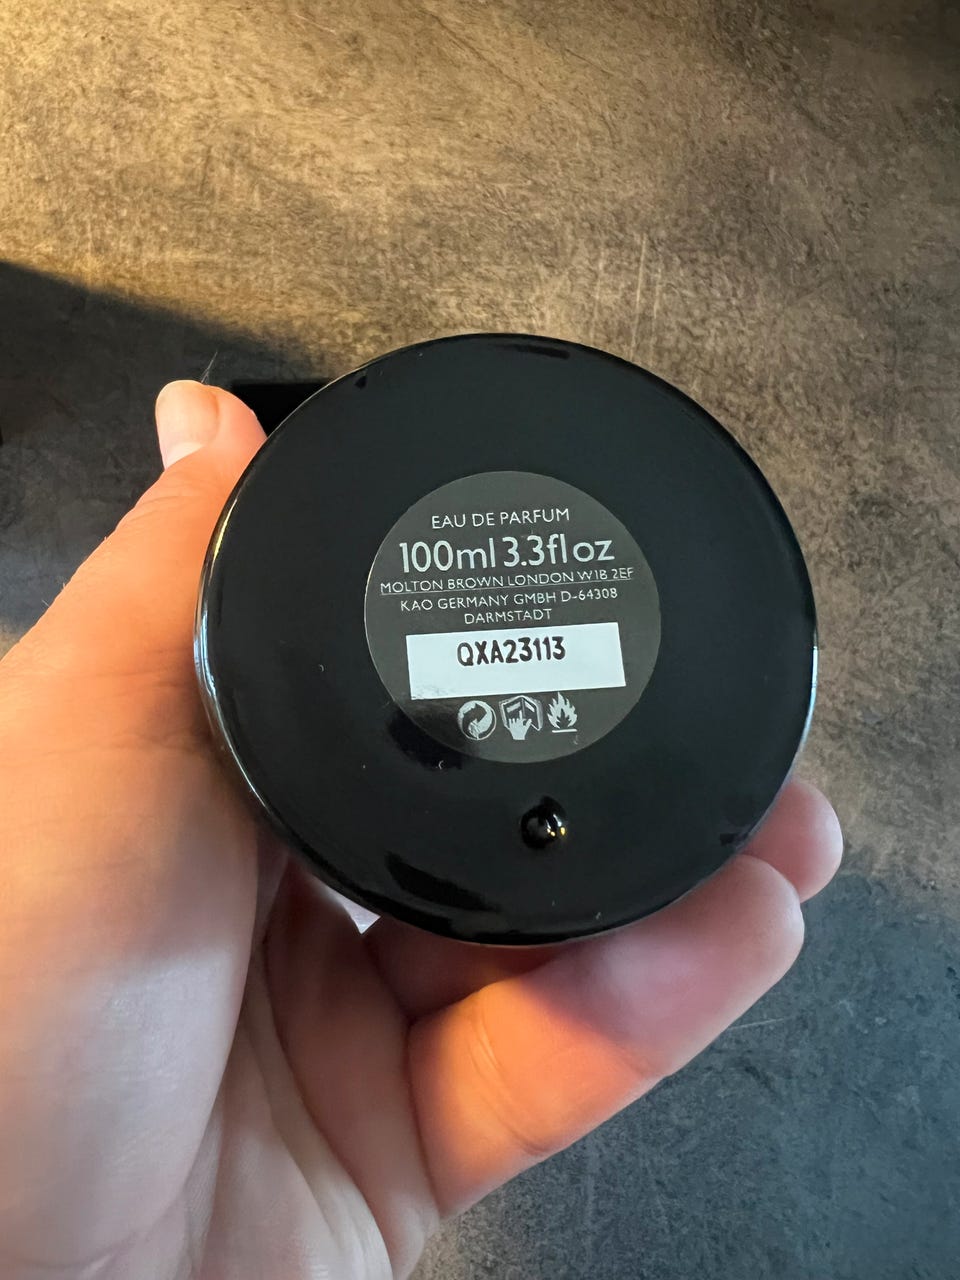 EAU DE PARFUM
100ml 3.3fl oz
MOLTON BROWN LONDON W1B 2EF
KAO GERMANY GMBH D-64308
DARMSTADT
QXA23113